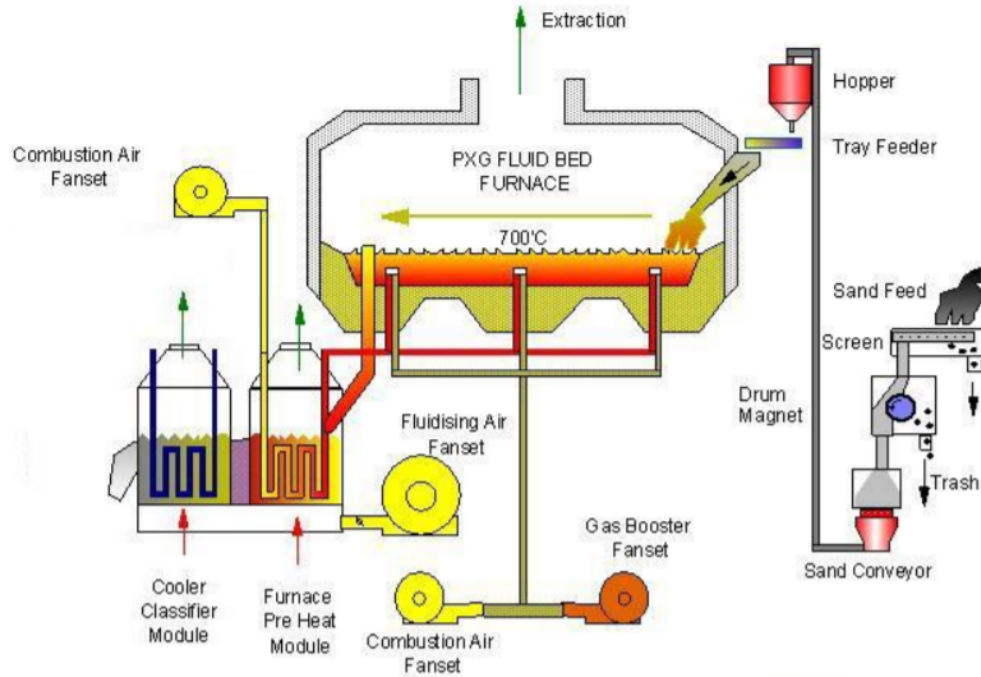 Extraction
Hopper
Combustion Air
Fanset
Tray Feeder
PXG FLUID BED
FURNACE
700'C
Sand Feed
Screen
Drum
Magnet
Fluidising Air
Fanset
Trash
Gas Booster
Fanset
Sand Conveyor
Cooler
Classifier
Module
Furnace
Pre Heat
Module
Combustion Air
Fanset